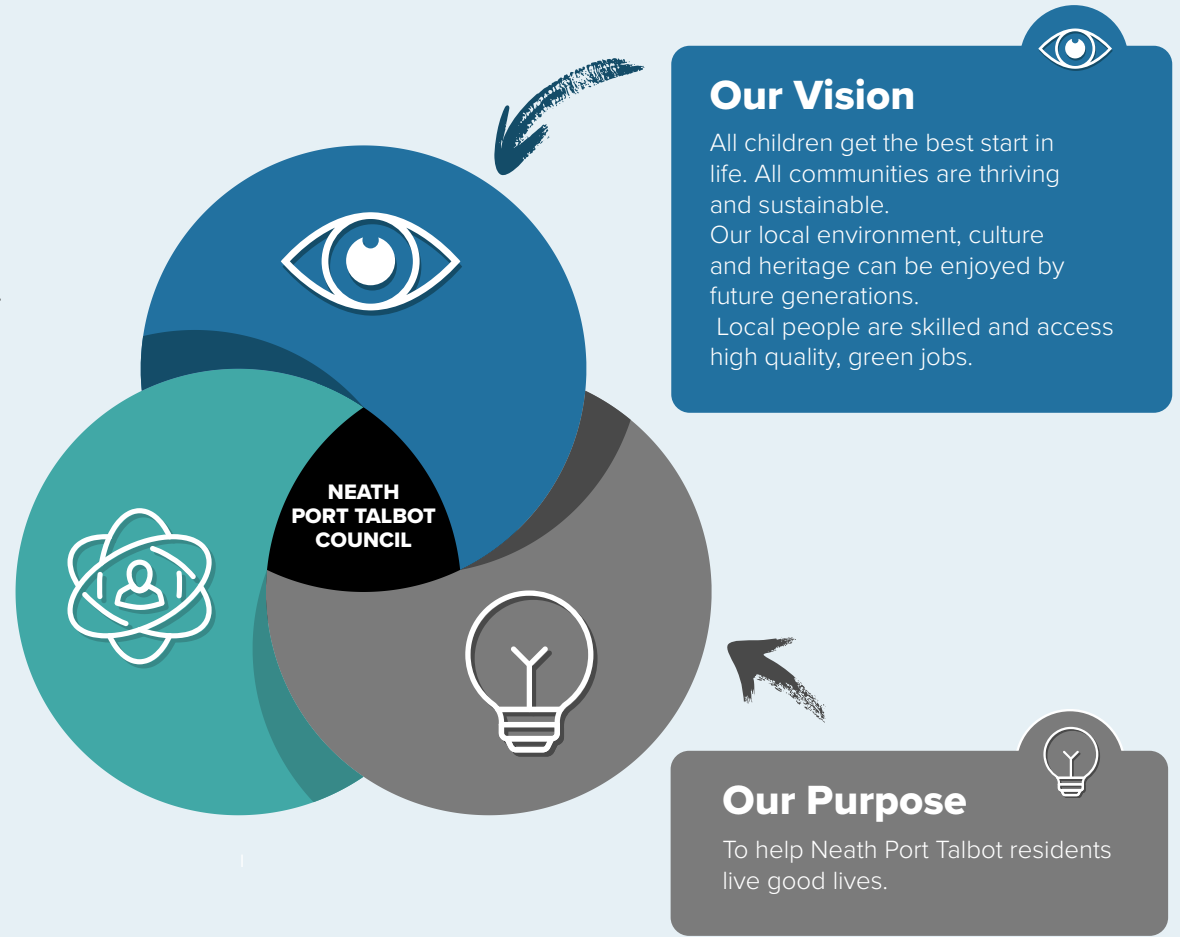 Our Vision
All children get the best start in
life. All communities are thriving
and sustainable.
Our local environment, culture
and heritage can be enjoyed by
future generations.
Local people are skilled and access
high quality, green jobs.
NEATH
PORT TALBOT
COUNCIL
Our Purpose
To help Neath Port Talbot residents
live good lives.